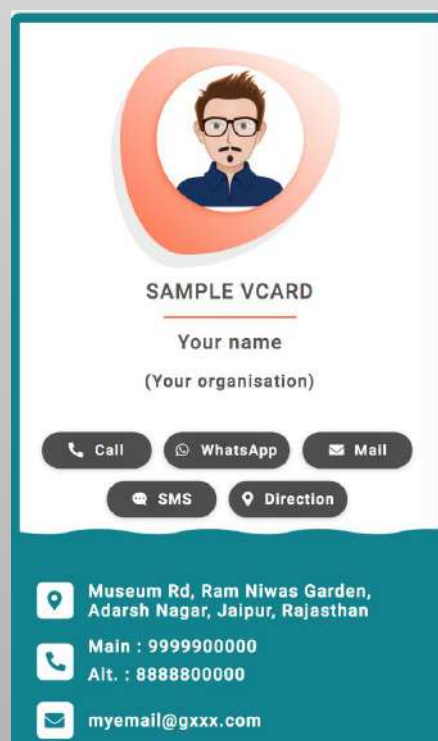 SAMPLE VCARD
Your name
(Your organisation)
Call
WhatsApp
Mail
SMS
Direction
Museum Rd, Ram Niwas Garden,
Adarsh Nagar, Jaipur, Rajasthan
Main : 9999900000
Alt. : 8888800000
myemail@gxxx.com